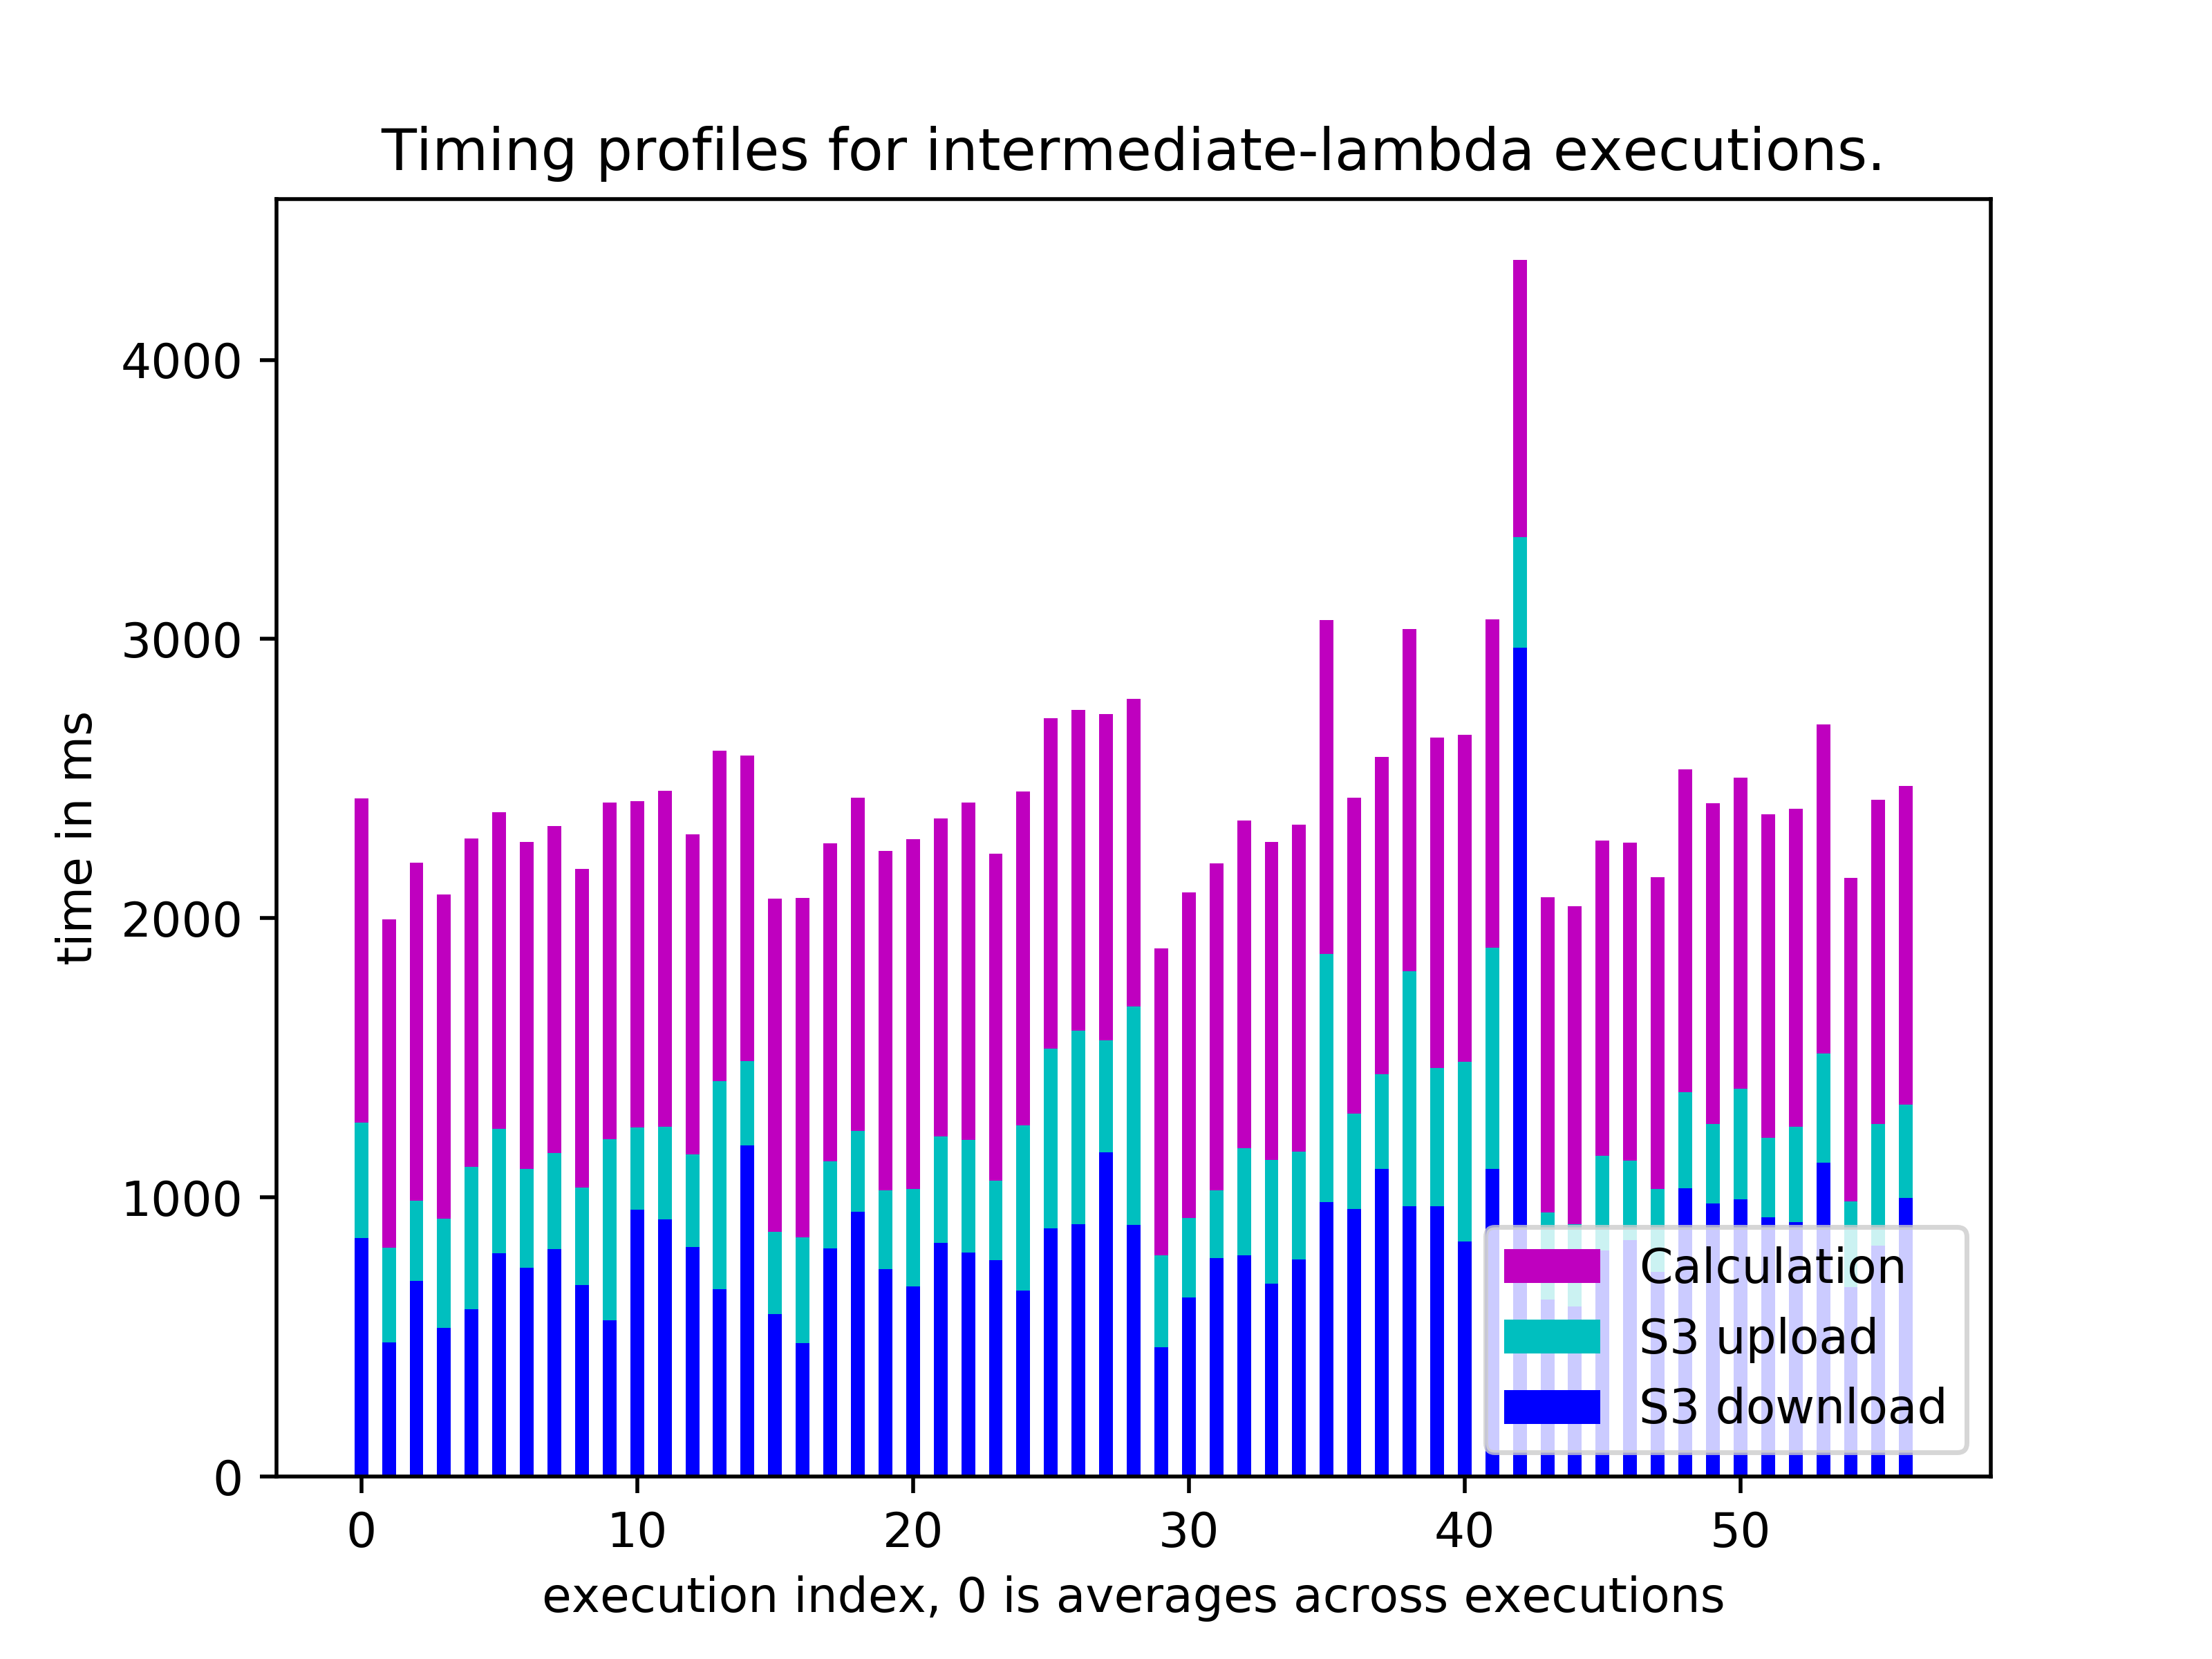 Timing profiles for intermediate-lambda executions.
time in ms
4000
3000
2000
1000
0
Calculation
S3 upload
S3 download
0 10 20 30 40 50
execution index, 0 is averages across executions